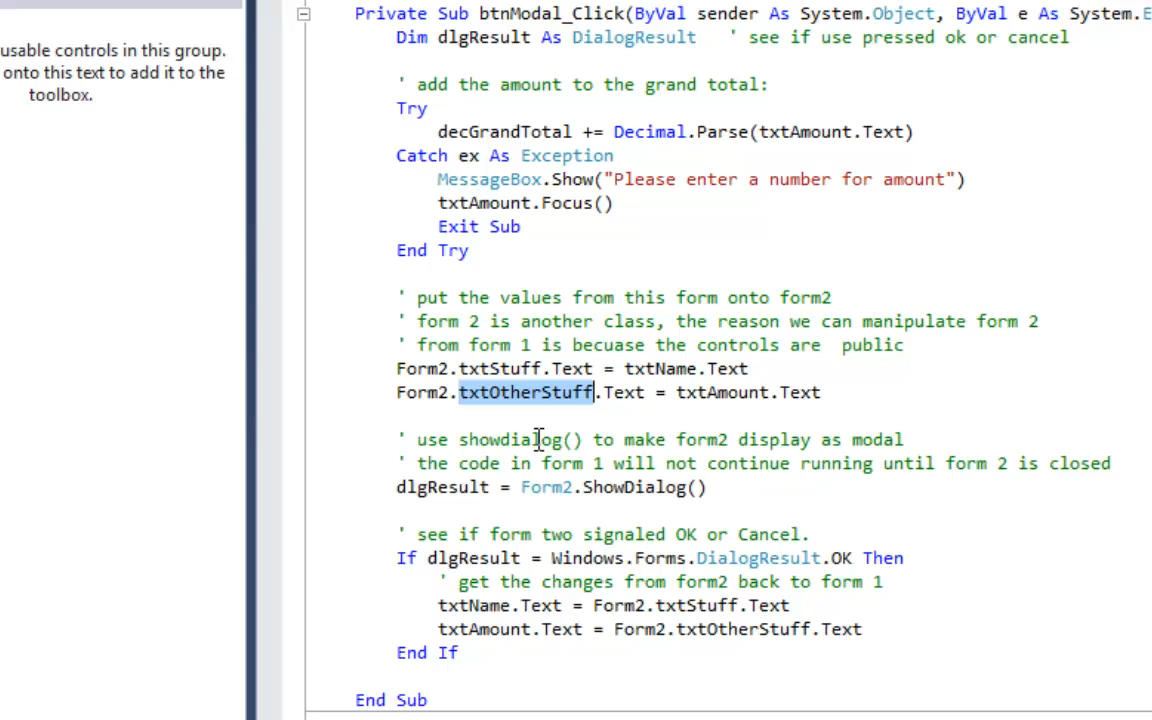 usable controls in this group.
onto this text to add it to the
toolbox.
Private Sub btnModal_Click(ByVal sender As System.Object, ByVal e As System.E
Dim dlgResult As DialogResult ' see if use pressed ok or cancel
' add the amount to the grand total:
Try
decGrandTotal += Decimal.Parse(txtAmount.Text)
Catch ex As Exception
MessageBox.Show("Please enter a number for amount")
txtAmount.Focus()
Exit Sub
End Try
' put the values from this form onto form2
' form 2 is another class, the reason we can manipulate form 2
' from form 1 is becuase the controls are  public
Form2.txtStuff.Text = txtName.Text
Form2.txtOtherStuff.Text = txtAmount.Text
' use showdialog() to make form2 display as modal
' the code in form 1 will not continue running until form 2 is closed
dlgResult = Form2.ShowDialog()
' see if form two signaled OK or Cancel.
If dlgResult = Windows.Forms.DialogResult.OK Then
' get the changes from form2 back to form 1
txtName.Text = Form2.txtStuff.Text
txtAmount.Text = Form2.txtOtherStuff.Text
End If
End Sub